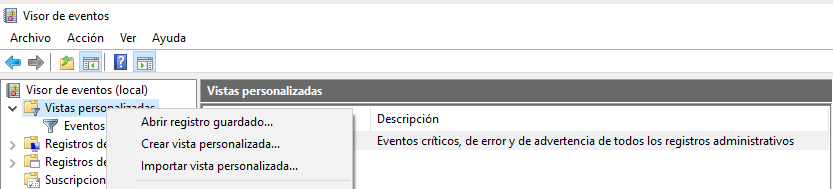 Visor de eventos
Archivo Acción Ver Ayuda
Visor de eventos (local)
Vistas personalizadas
Eventos
Registros de
Registros de
Suscripcion
Abrir registro guardado...
Crear vista personalizada...
Importar vista personalizada...
Vistas personalizadas
Descripción
Eventos críticos, de error y de advertencia de todos los registros administrativos